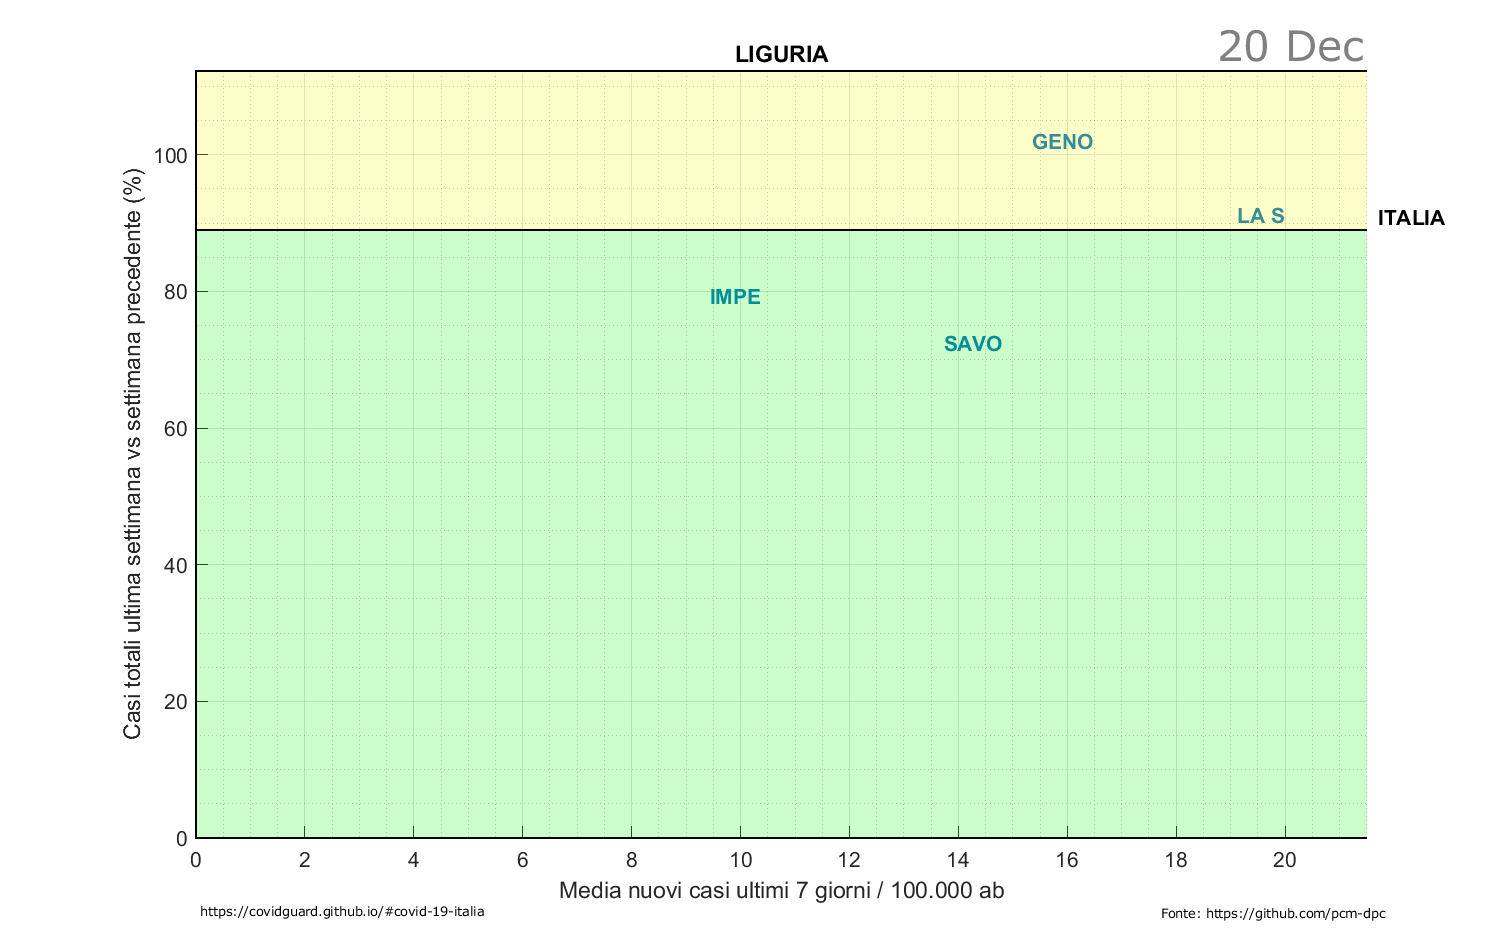 LIGURIA
20 Dec
100
80
60
40
20
0
Casi totali ultima settimana vs settimana precedente (%)
GENO
LA S
ITALIA
IMPE
SAVO
0 2 4 6 8 10 12 14 16 18 20
Media nuovi casi ultimi 7 giorni / 100.000 ab
https://covidguard.github.io/#covid-19-italia
Fonte: https://github.com/pcm-dpc